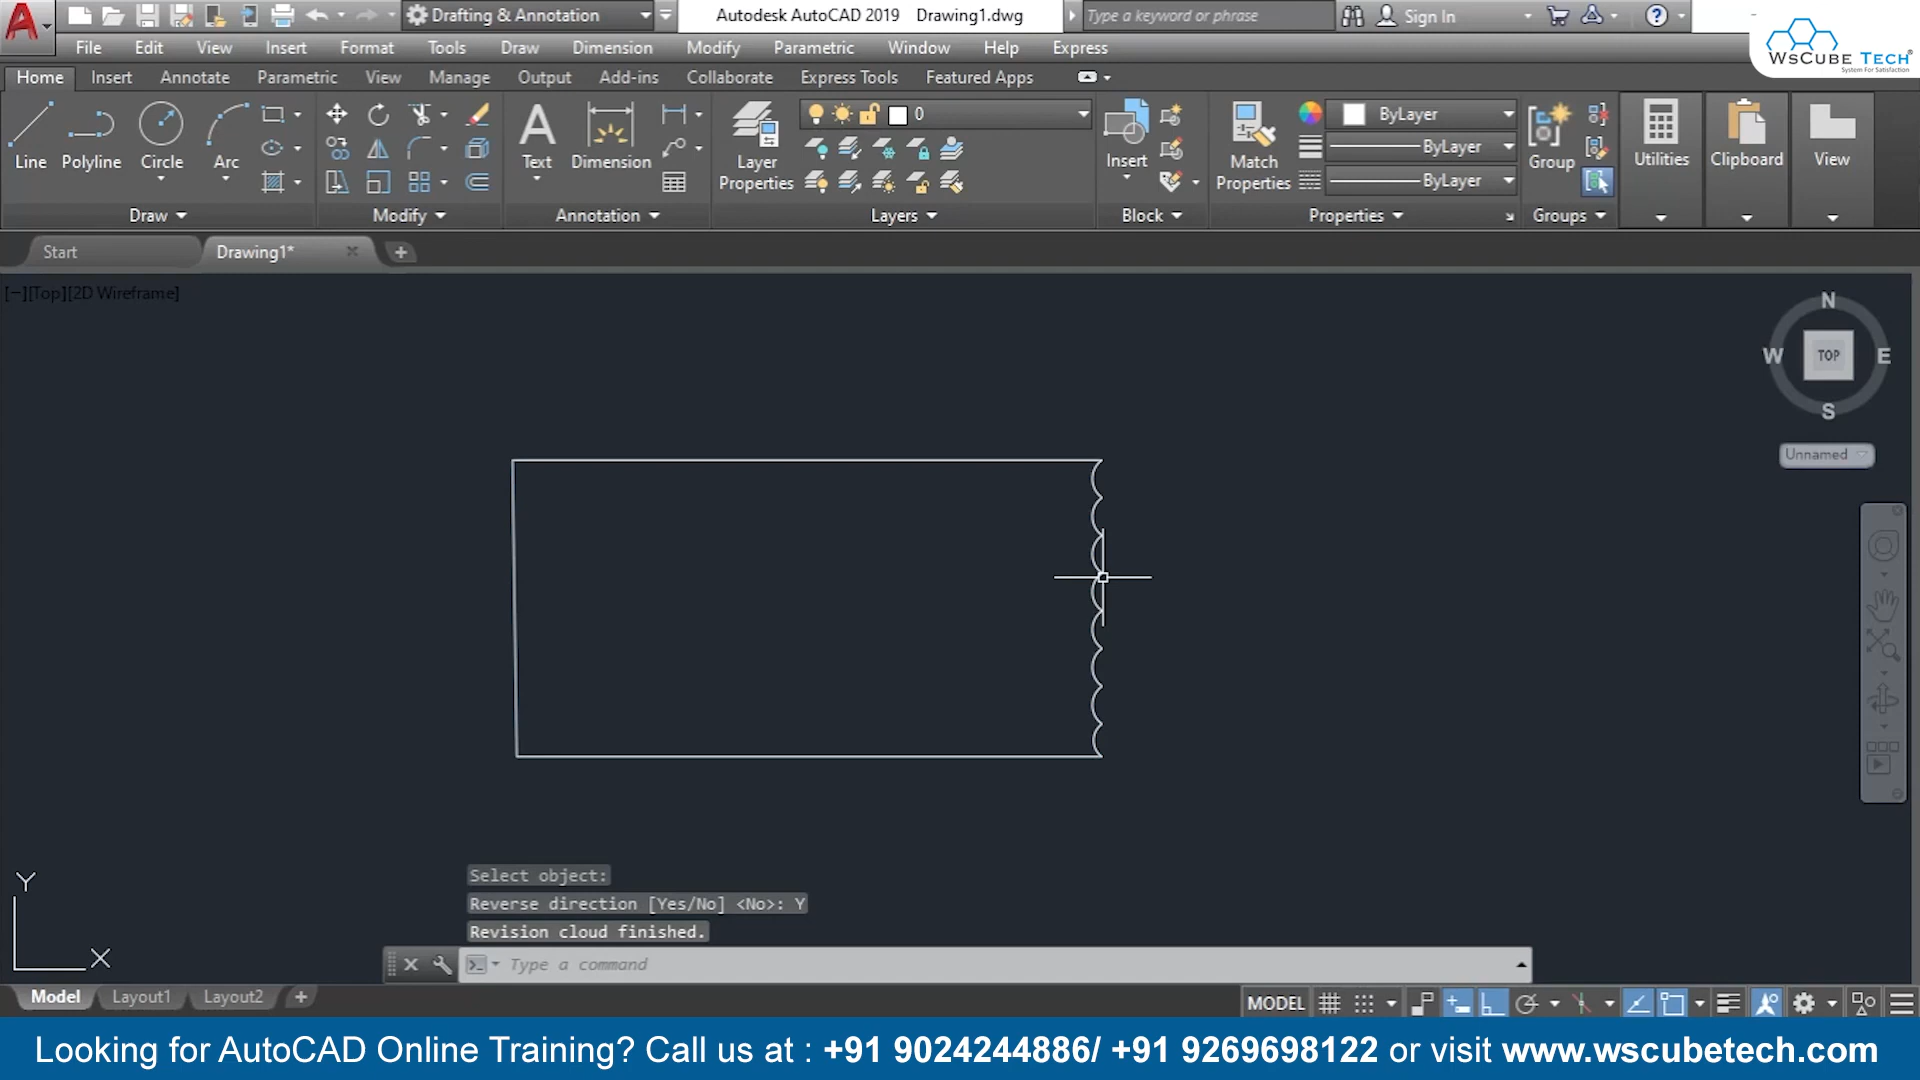 Drafting & Annotation
Autodesk AutoCAD 2019 Drawing1.dwg
Type a keyword or phrase
Sign In
WsCube Tech
System For Satisfaction
File Edit View Insert Format Tools Draw Dimension Modify Parametric Window Help Express
Home Insert Annotate Parametric View Manage Output Add-ins Collaborate Express Tools Featured Apps
Line Polyline Circle Arc
Text Dimension
Layer Properties
0
Insert
Match Properties
ByLayer
ByLayer
ByLayer
Group
Utilities
Clipboard
View
Draw Modify Annotation Layers Block Properties Groups
Start Drawing1*
[−][Top][2D Wireframe]
N
W TOP E
S
Unnamed
Select object:
Reverse direction [Yes/No] <No>: Y
Revision cloud finished.
Type a command
Y
X
Model Layout1 Layout2
MODEL
Looking for AutoCAD Online Training? Call us at : +91 9024244886/ +91 9269698122 or visit www.wscubetech.com